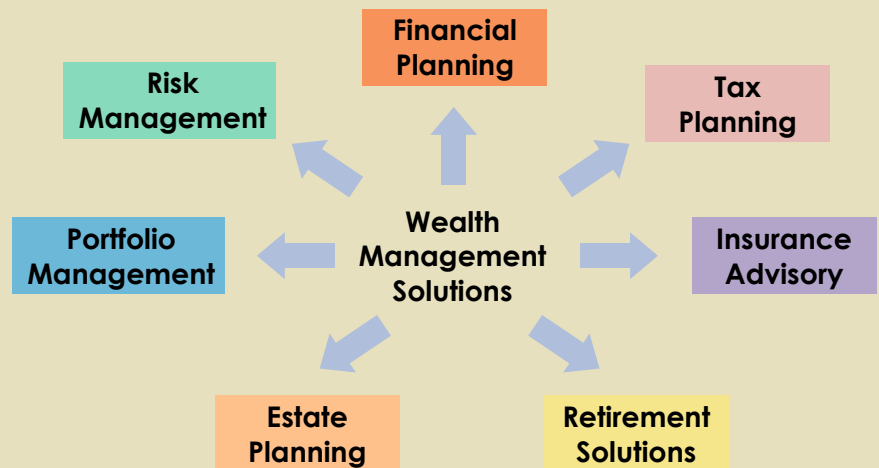 Financial
Planning
Risk
Management
Tax
Planning
Wealth
Management
Solutions
Portfolio
Management
Insurance
Advisory
Estate
Planning
Retirement
Solutions